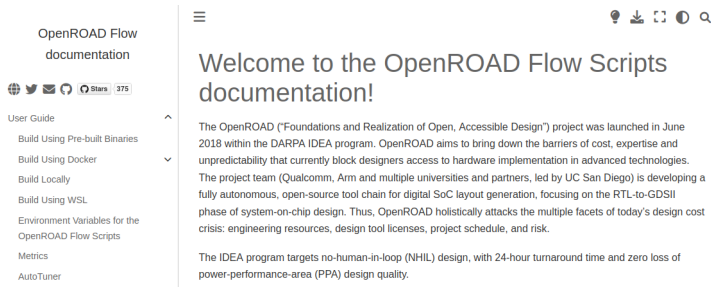 OpenROAD Flow
documentation
Stars 375
User Guide
Build Using Pre-built Binaries
Build Using Docker
Build Locally
Build Using WSL
Environment Variables for the
OpenROAD Flow Scripts
Metrics
AutoTuner
Welcome to the OpenROAD Flow Scripts
documentation!
The OpenROAD (“Foundations and Realization of Open, Accessible Design”) project was launched in June
2018 within the DARPA IDEA program. OpenROAD aims to bring down the barriers of cost, expertise and
unpredictability that currently block designers access to hardware implementation in advanced technologies.
The project team (Qualcomm, Arm and multiple universities and partners, led by UC San Diego) is developing a
fully autonomous, open-source tool chain for digital SoC layout generation, focusing on the RTL-to-GDSII
phase of system-on-chip design. Thus, OpenROAD holistically attacks the multiple facets of today’s design cost
crisis: engineering resources, design tool licenses, project schedule, and risk.
The IDEA program targets no-human-in-loop (NHIL) design, with 24-hour turnaround time and zero loss of
power-performance-area (PPA) design quality.